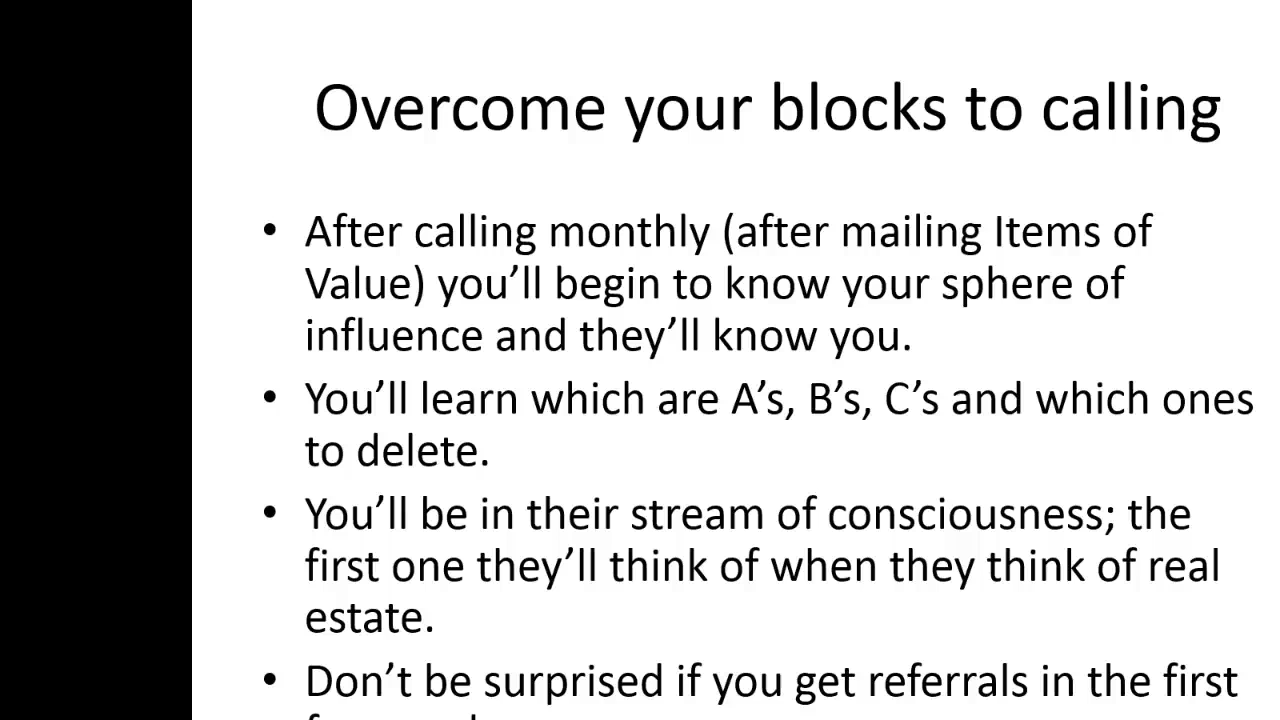 Overcome your blocks to calling
• After calling monthly (after mailing Items of
Value) you’ll begin to know your sphere of
influence and they’ll know you.
• You’ll learn which are A’s, B’s, C’s and which ones
to delete.
• You’ll be in their stream of consciousness; the
first one they’ll think of when they think of real
estate.
• Don’t be surprised if you get referrals in the first